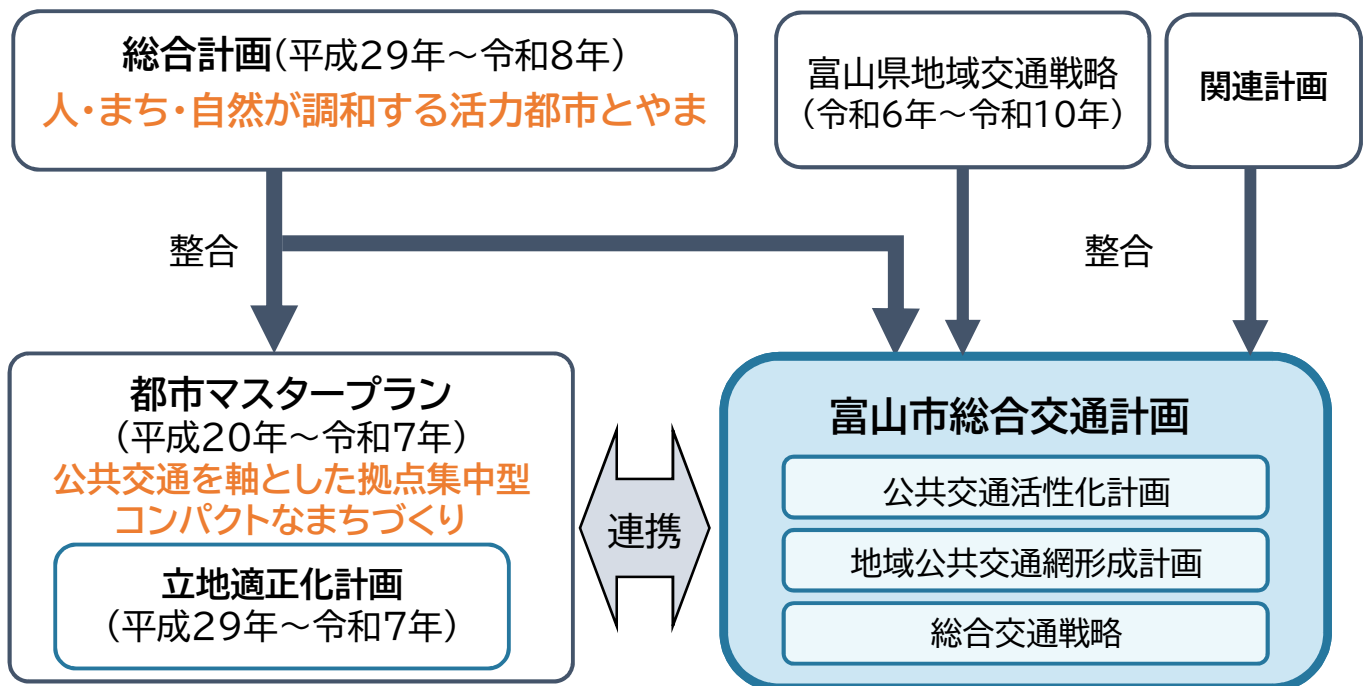 総合計画(平成29年～令和8年)
人・まち・自然が調和する活力都市とやま
富山県地域交通戦略
(令和6年～令和10年)
関連計画
整合
整合
都市マスタープラン
(平成20年～令和7年)
公共交通を軸とした拠点集中型
コンパクトなまちづくり
立地適正化計画
(平成29年～令和7年)
連携
富山市総合交通計画
公共交通活性化計画
地域公共交通網形成計画
総合交通戦略